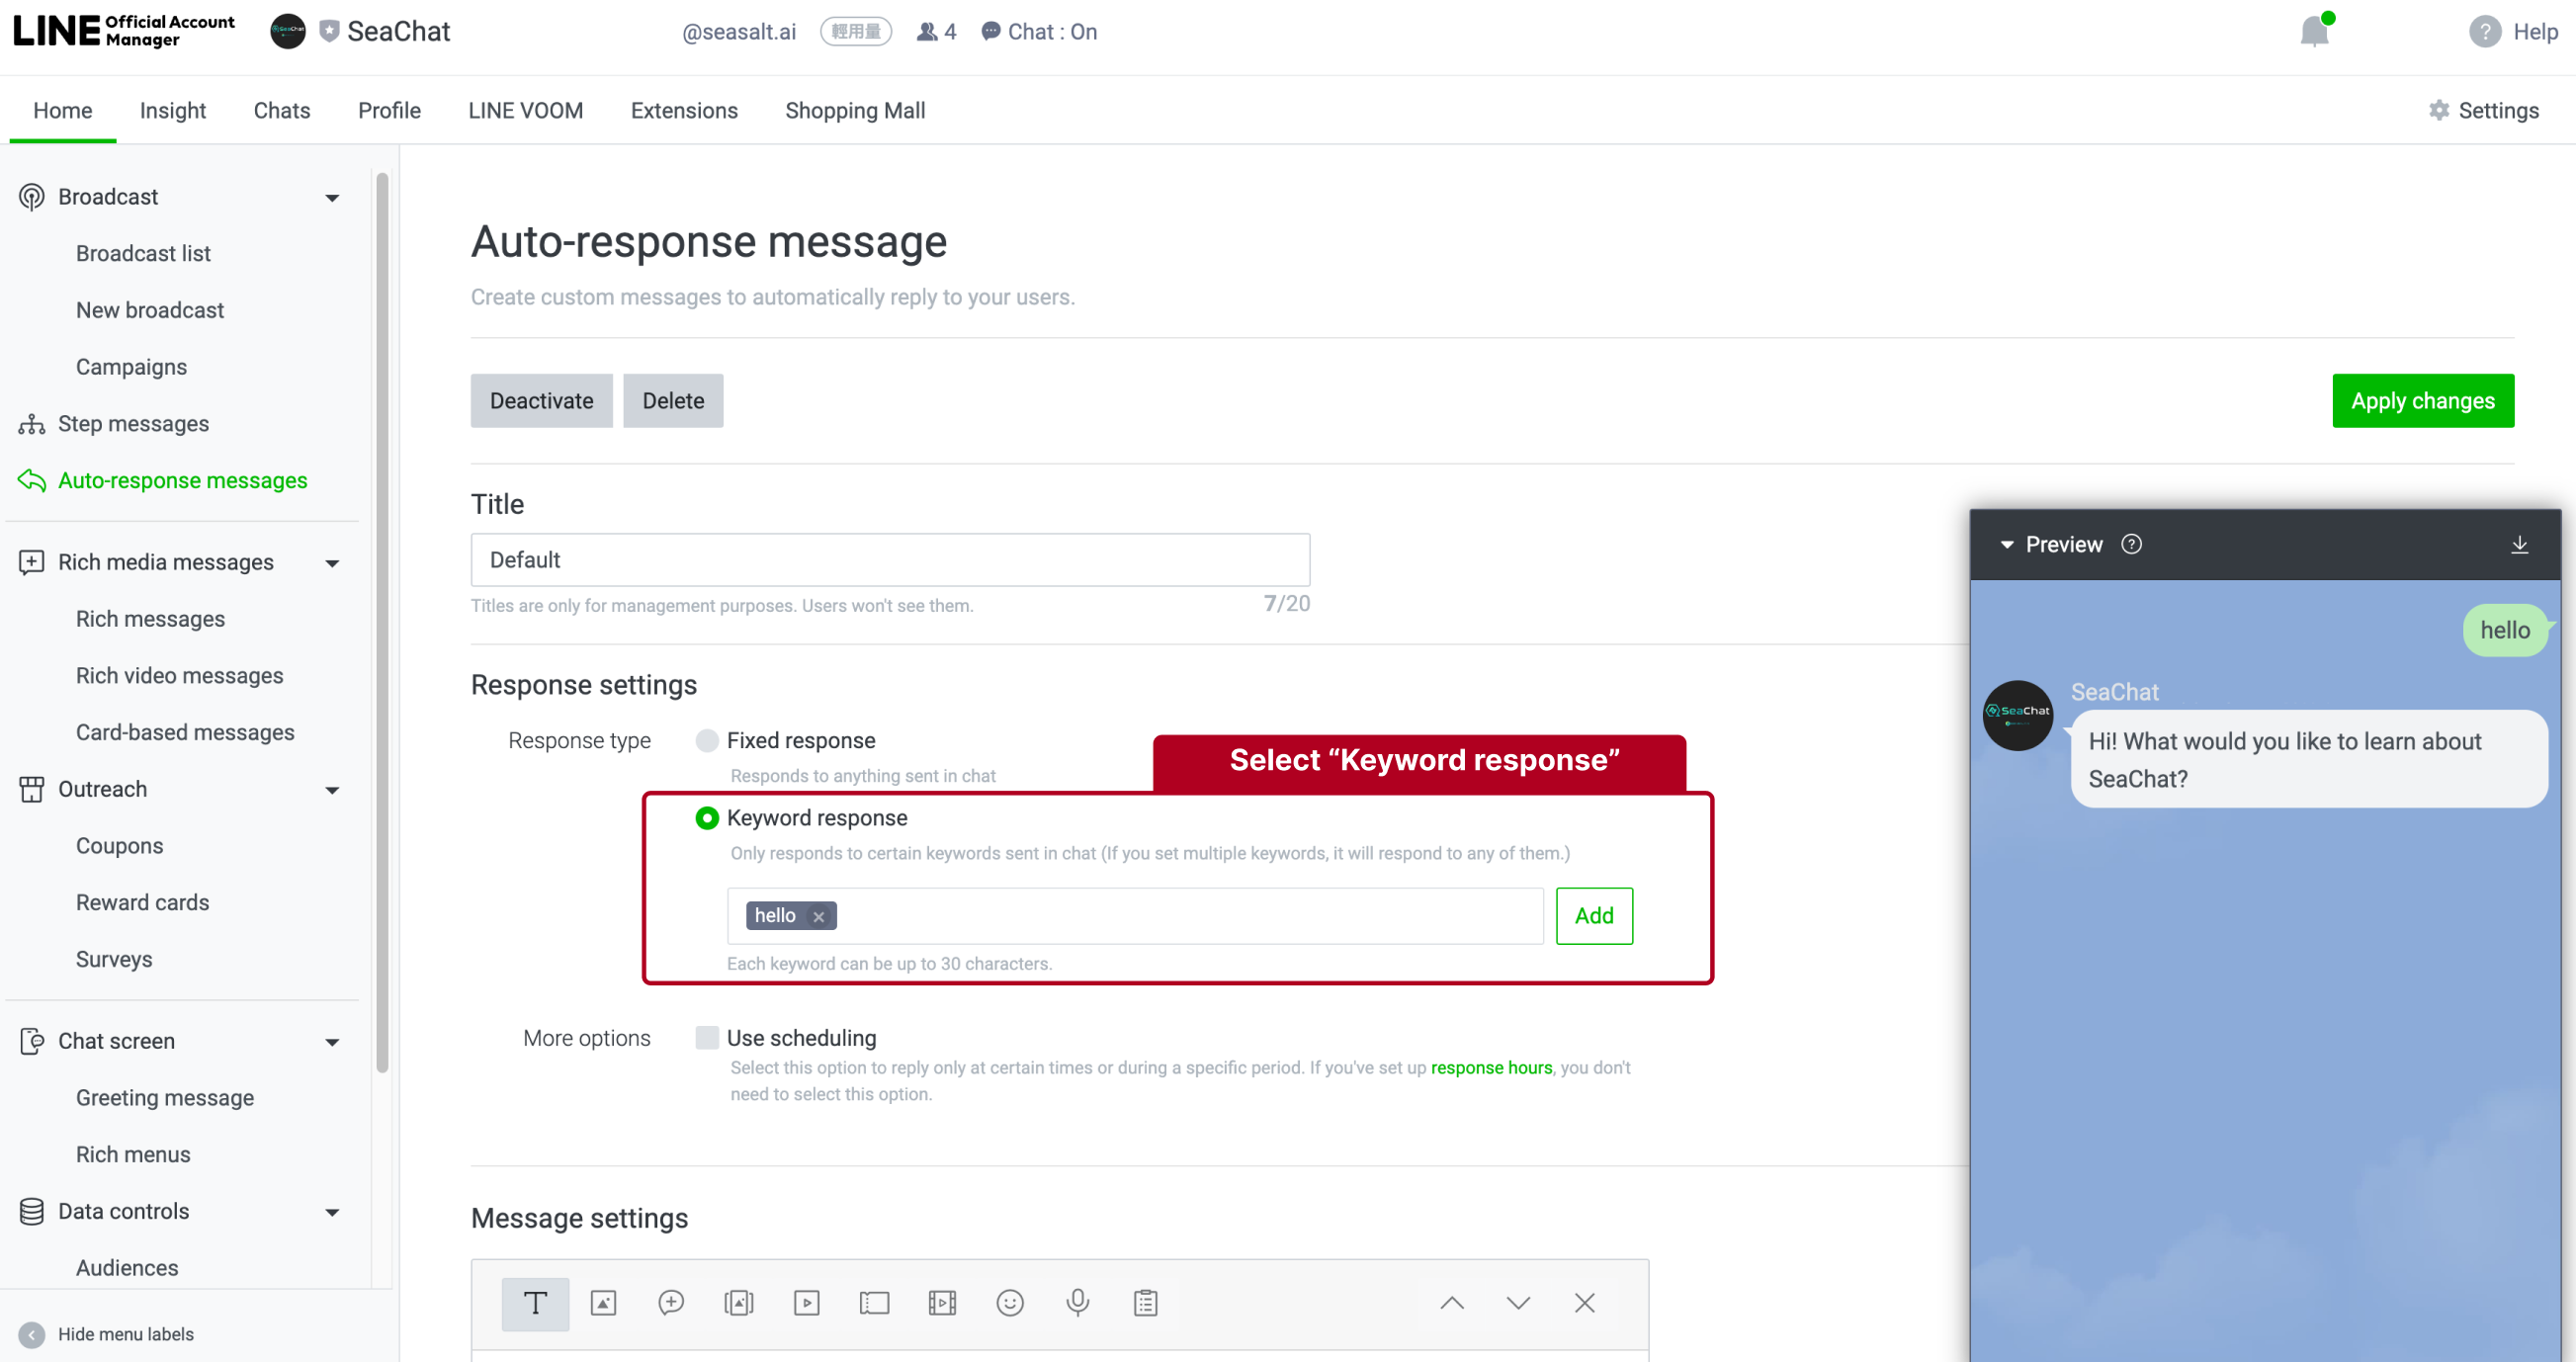 LINE Official Account Manager
SeaChat
@seasalt.ai
輕用量
4
Chat : On
Help
Home
Insight
Chats
Profile
LINE VOOM
Extensions
Shopping Mall
Settings
Broadcast
Broadcast list
New broadcast
Campaigns
Step messages
Auto-response messages
Rich media messages
Rich messages
Rich video messages
Card-based messages
Outreach
Coupons
Reward cards
Surveys
Chat screen
Greeting message
Rich menus
Data controls
Audiences
Hide menu labels
Auto-response message
Create custom messages to automatically reply to your users.
Deactivate
Delete
Apply changes
Title
Default
Titles are only for management purposes. Users won't see them.
7/20
Response settings
Response type
Fixed response
Responds to anything sent in chat
Select “Keyword response”
Keyword response
Only responds to certain keywords sent in chat (If you set multiple keywords, it will respond to any of them.)
hello
Add
Each keyword can be up to 30 characters.
More options
Use scheduling
Select this option to reply only at certain times or during a specific period. If you've set up response hours, you don't
need to select this option.
Message settings
Preview
hello
SeaChat
SeaChat
Hi! What would you like to learn about
SeaChat?